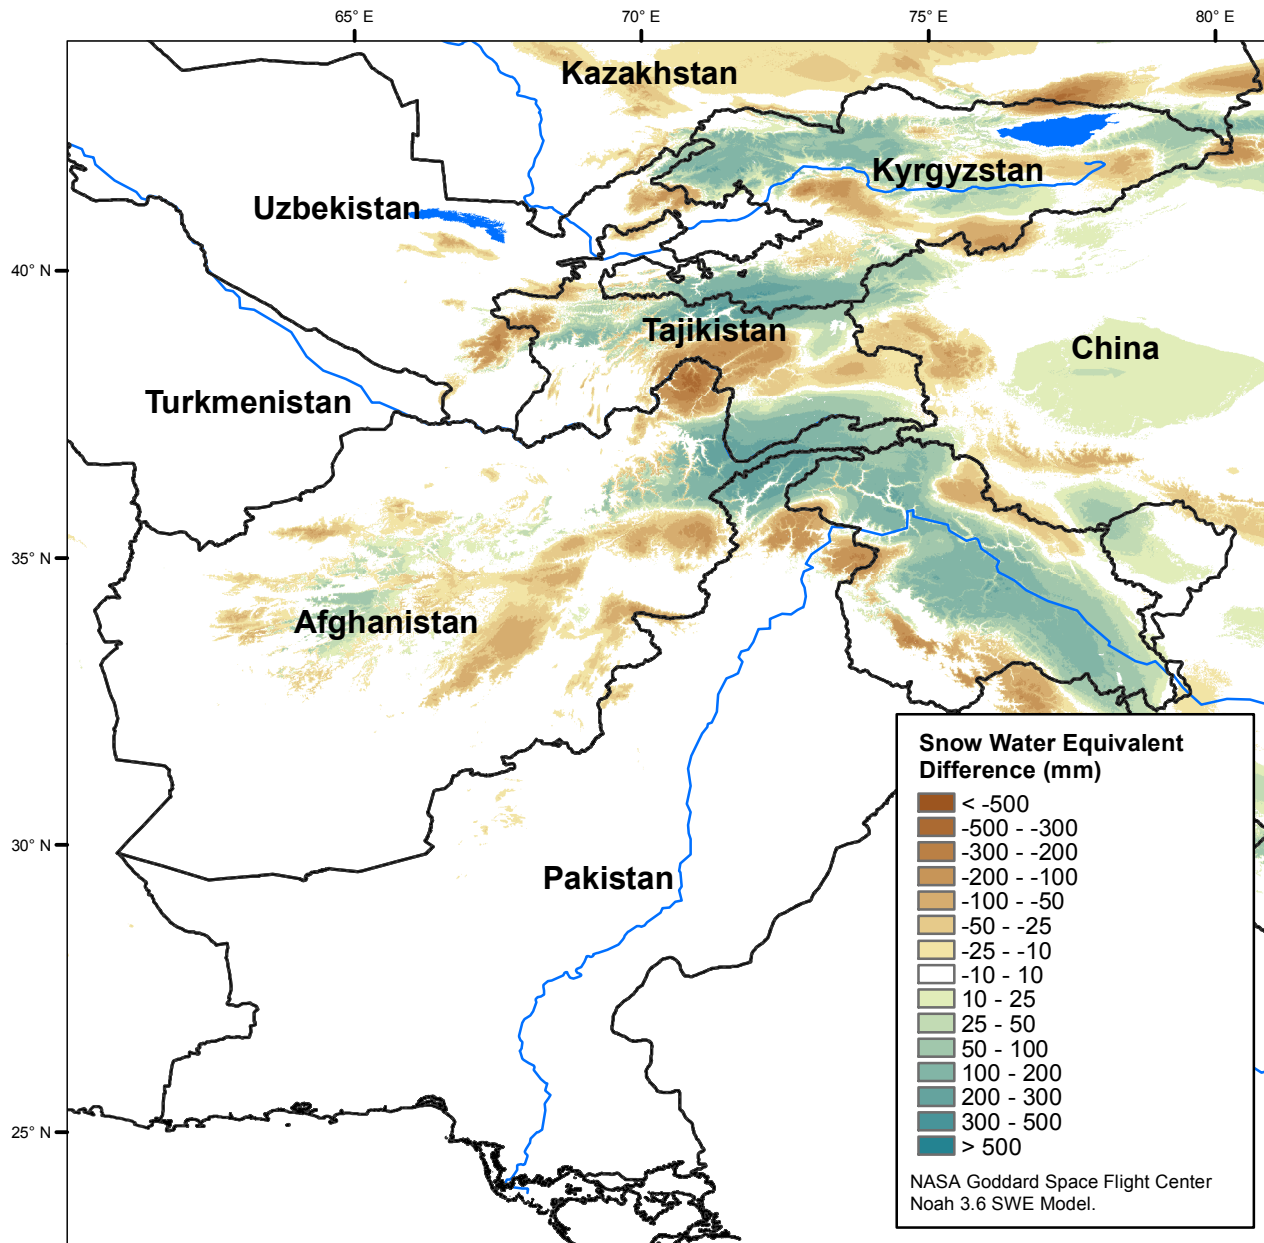 65° E
70° E
75° E
80° E
Kazakhstan
Kyrgyzstan
Uzbekistan
40° N
Tajikistan
China
Turkmenistan
35° N
Afghanistan
Snow Water Equivalent
Difference (mm)
< -500
-500 - -300
-300 - -200
-200 - -100
-100 - -50
-50 - -25
-25 - -10
-10 - 10
10 - 25
25 - 50
50 - 100
100 - 200
200 - 300
300 - 500
> 500
NASA Goddard Space Flight Center
Noah 3.6 SWE Model.
30° N
Pakistan
25° N